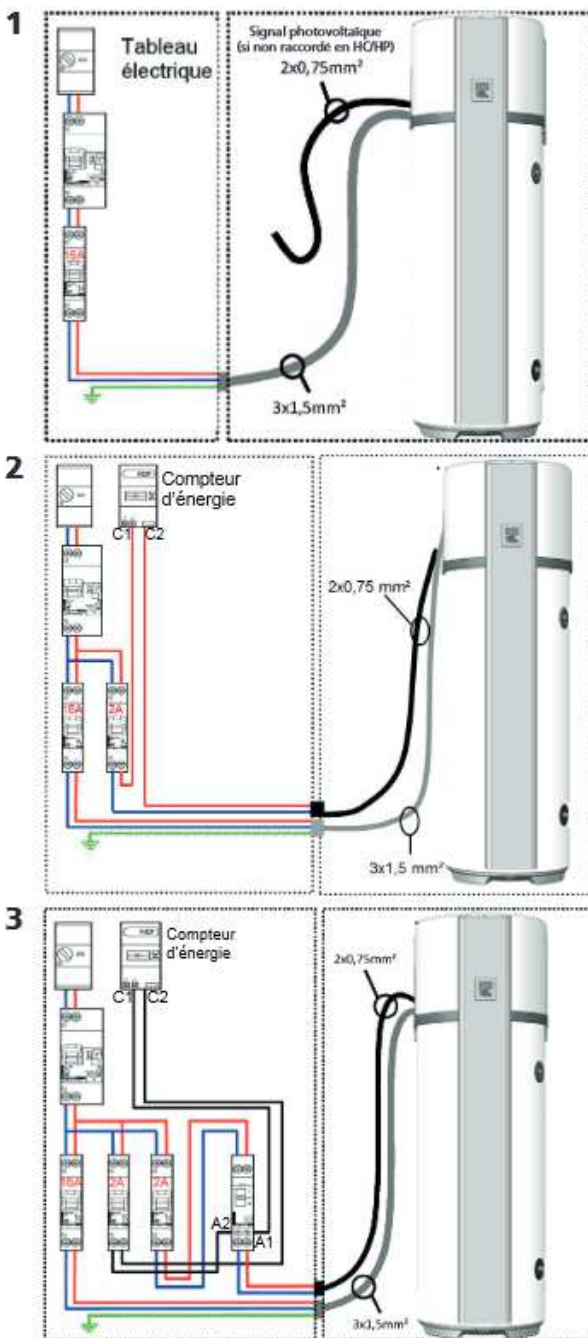 1
Tableau
électrique
Signal photovoltaïque
(si non raccordé en HC/HP)
2x0,75mm²
16A
3x1,5mm²
2
Compteur
d'énergie
C1 C2
2x0,75 mm²
16A
2A
3x1,5 mm²
3
Compteur
d'énergie
C1 C2
2x0,75mm²
16A
2A
2A
A2
A1
3x1,5mm²